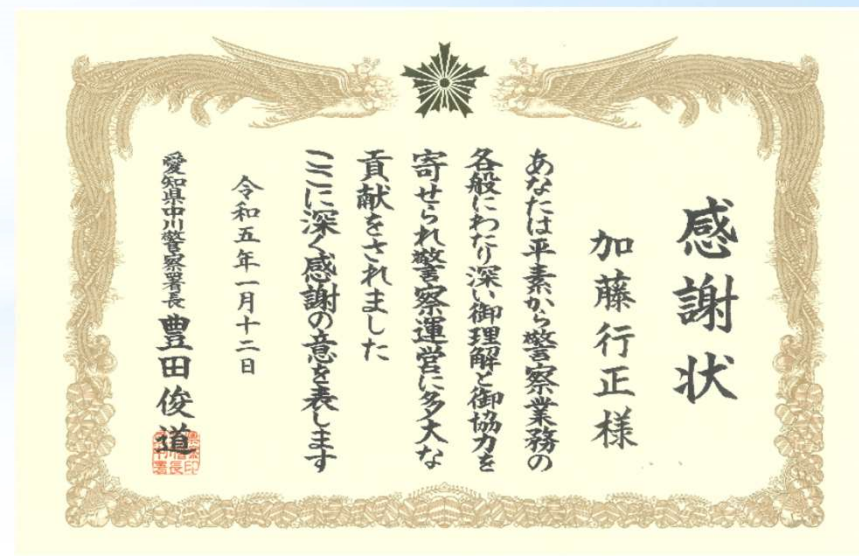 感謝状
加藤行正様
あなたは平素から警察業務の
各般にわたり深い御理解と御協力を
寄せられ警察運営に多大な
貢献をされました
ここに深く感謝の意を表します
令和五年一月十二日
愛知県中川警察署長 豊田俊道